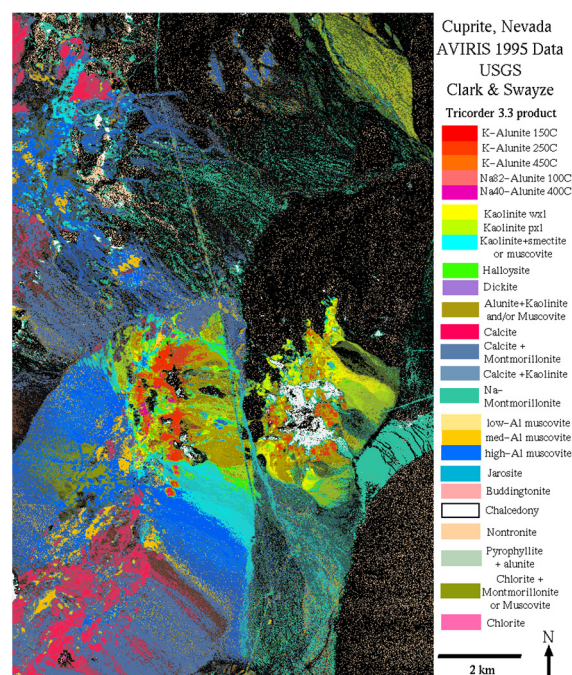 Cuprite, Nevada
AVIRIS 1995 Data
USGS
Clark & Swayze
Tricorder 3.3 product
K-Alunite 150C
K-Alunite 250C
K-Alunite 450C
Na82-Alunite 100C
Na40-Alunite 400C
Kaolinite wxl
Kaolinite pxl
Kaolinite+smectite
or muscovite
Halloysite
Dickite
Alunite+Kaolinite
and/or Muscovite
Calcite
Calcite +
Montmorillonite
Calcite +Kaolinite
Na-
Montmorillonite
low-Al muscovite
med-Al muscovite
high-Al muscovite
Jarosite
Buddingtonite
Chalcedony
Nontronite
Pyrophyllite
+ alunite
Chlorite +
Montmorillonite
or Muscovite
Chlorite
N
2 km